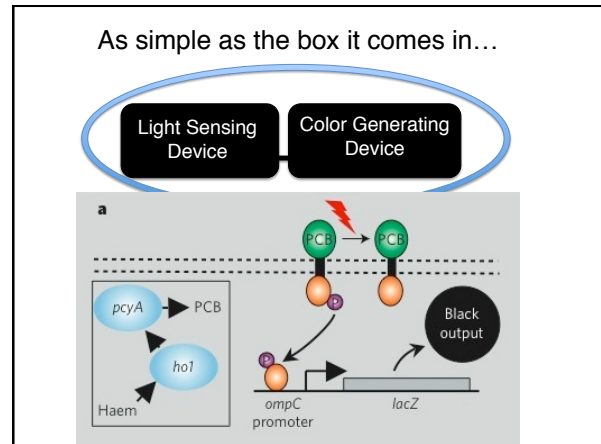 As simple as the box it comes in…
Light Sensing
Device
Color Generating
Device
a
PCB
PCB
P
pcyA
PCB
ho1
Haem
P
Black
output
ompC
promoter
lacZ